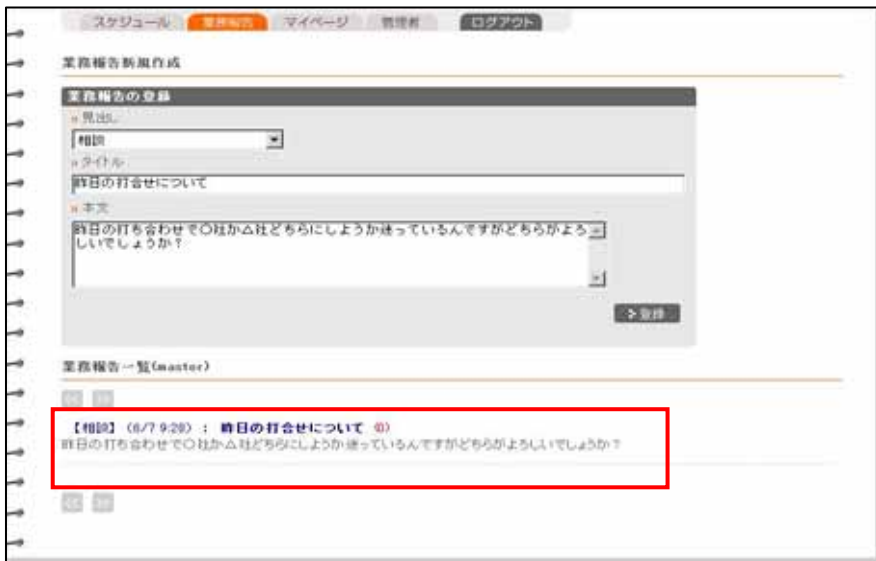 スケジュール 業務報告 マイページ 管理者 ログアウト
業務報告新規作成
業務報告の登録
» 見出し
相談
» タイトル
昨日の打合せについて
» 本文
昨日の打ち合わせで〇社か△社どちらにしようか迷っているんですがどちらがよろ
しいでしょうか?
登録
業務報告一覧(master)
<< >>
【相談】 (6/7 9:28) : 昨日の打合せについて (0)
昨日の打ち合わせで〇社か△社どちらにしようか迷っているんですがどちらがよろしいでしょうか?
<< >>